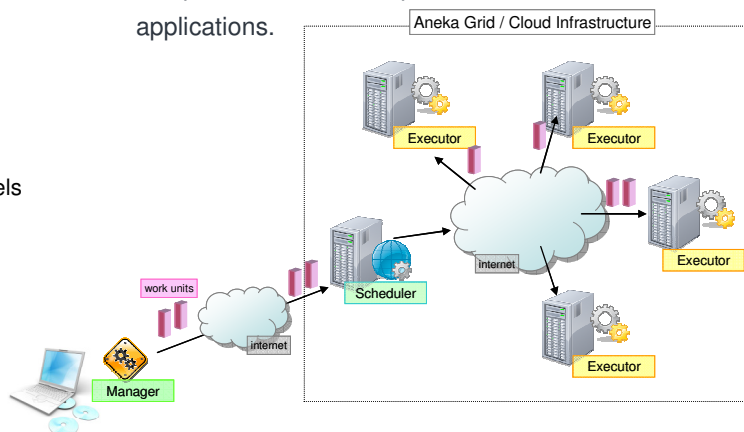 applications.
Aneka Grid / Cloud Infrastructure
Executor
Executor
els
work units
internet
Scheduler
internet
Executor
Manager
Executor